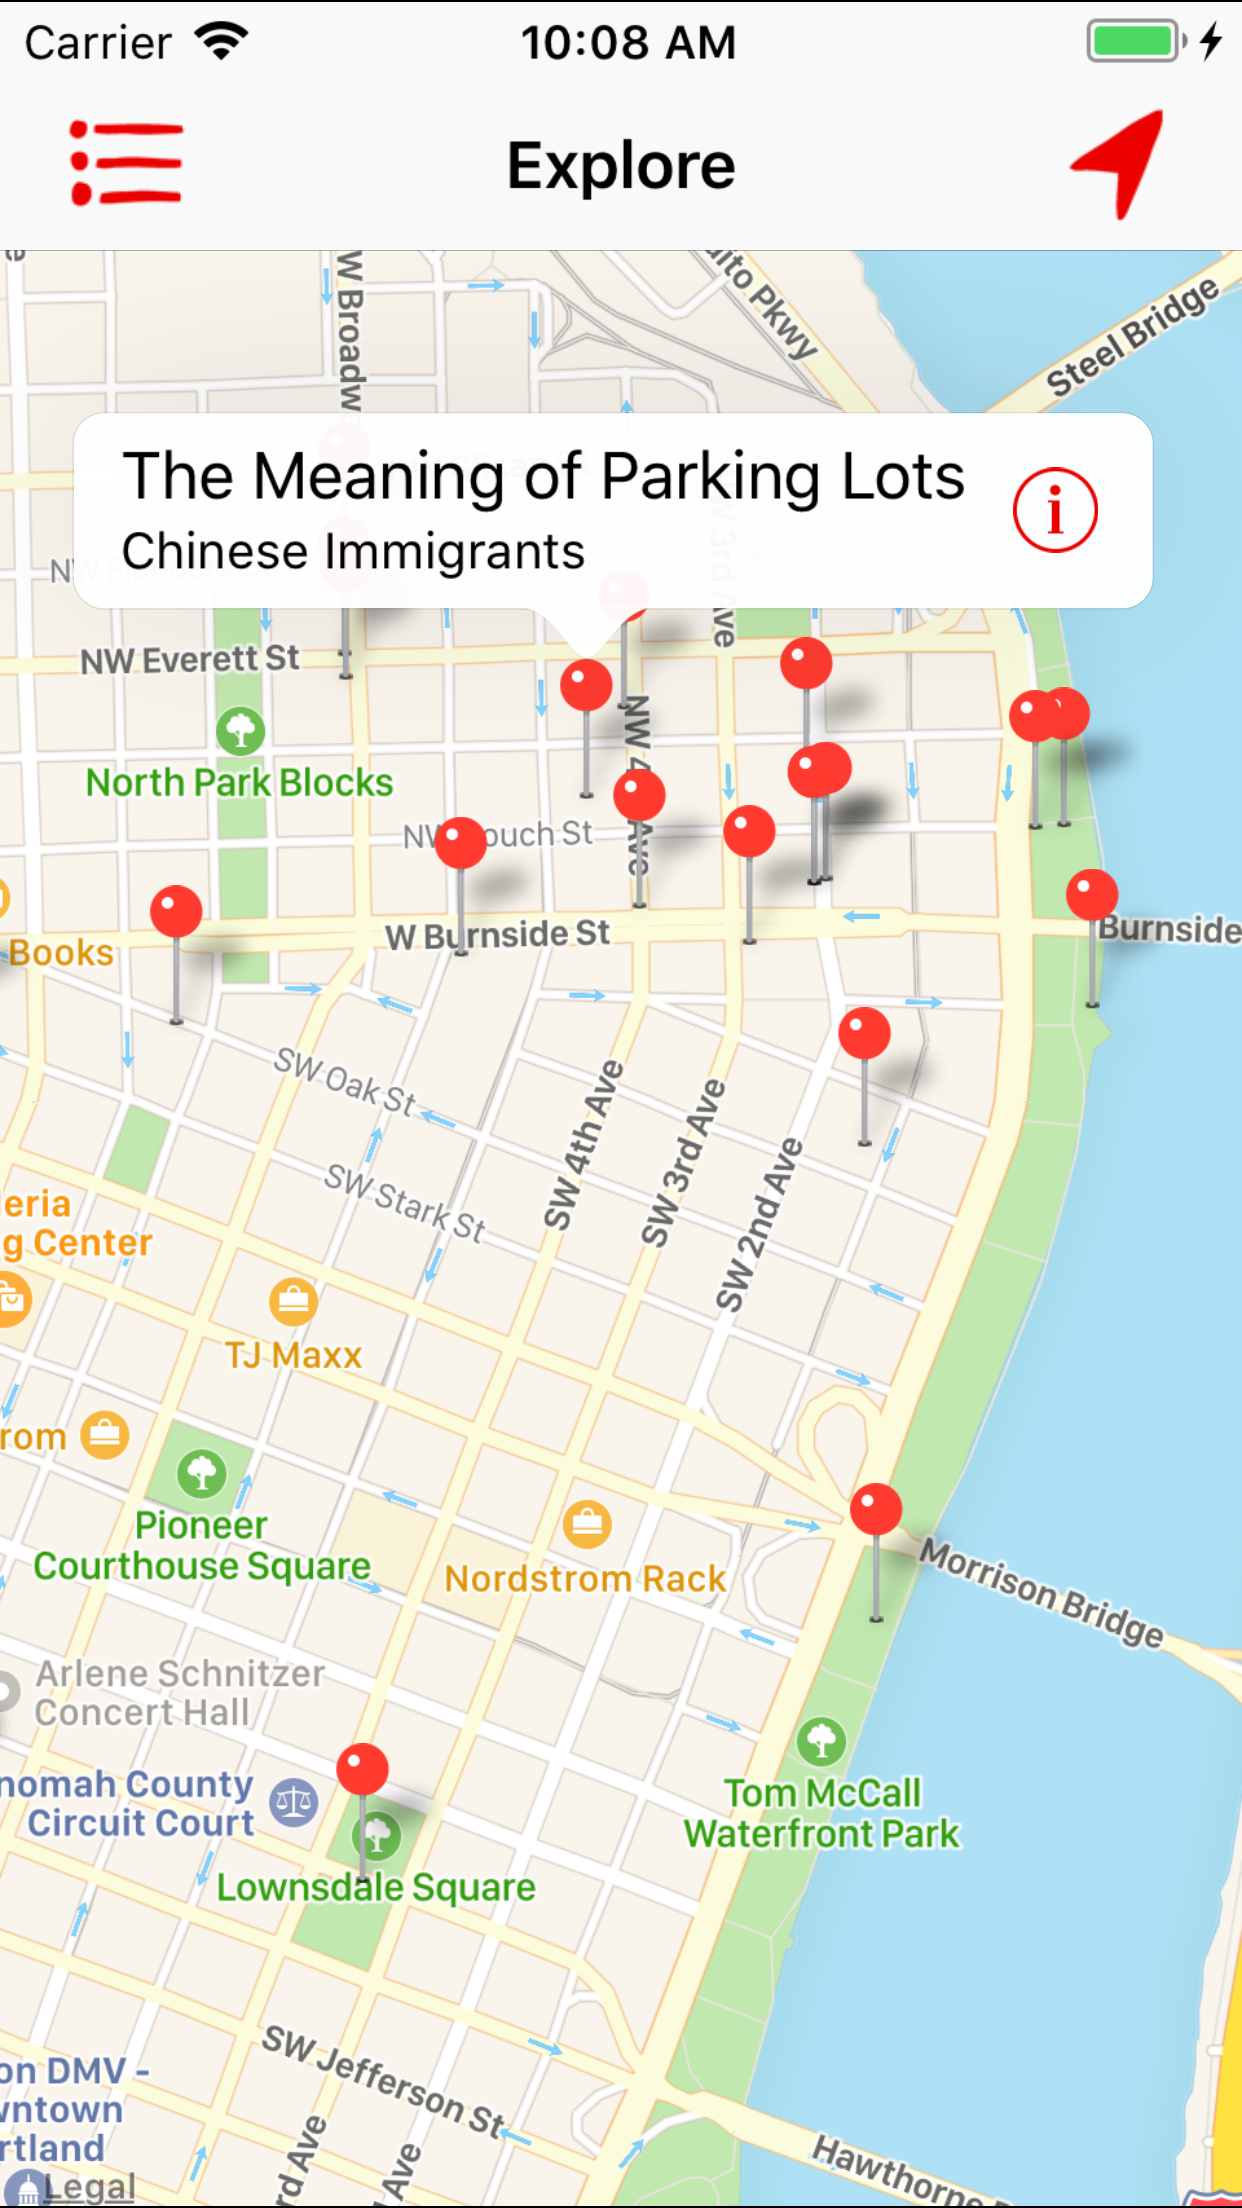 Carrier
10:08 AM
Explore
W Broadw
ito Pkwy
Steel Bridge
The Meaning of Parking Lots
Chinese Immigrants
i
NW
N 3rd Ave
NW Everett St
North Park Blocks
NW 4 Ave
NW ouch St
Books
W Burnside St
Burnside
SW Oak St
SW 4th Ave
SW 3rd Ave
SW 2nd Ave
SW Stark St
leria
g Center
TJ Maxx
rom
Pioneer
Courthouse Square
Nordstrom Rack
Morrison Bridge
Arlene Schnitzer
Concert Hall
nomah County
Circuit Court
Tom McCall
Waterfront Park
Lownsdale Square
SW Jefferson St
on DMV -
wntown
rtland
Legal
rd Ave
Ave
Hawthorne